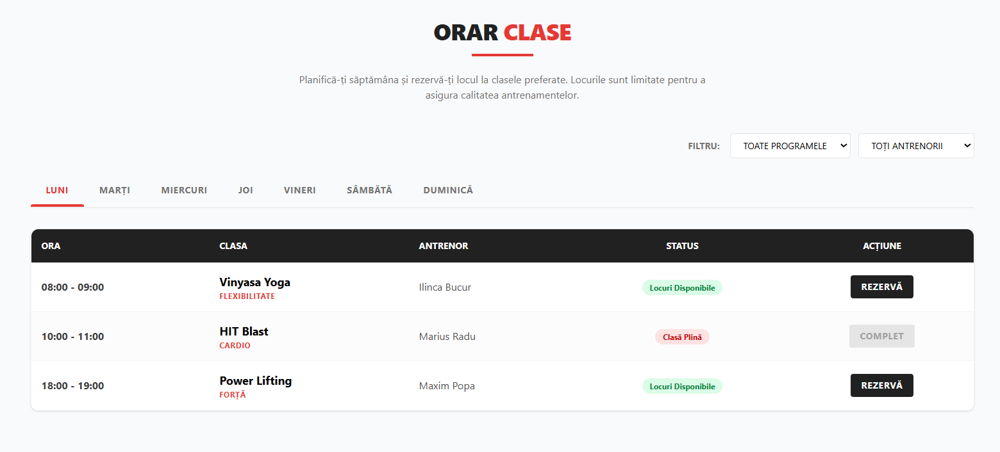 ORAR CLASE
Planifică-ți săptămâna și rezervă-ți locul la clasele preferate. Locurile sunt limitate pentru a
asigura calitatea antrenamentelor.
FILTRU: TOATE PROGRAMELE TOȚI ANTRENORII
LUNI MARȚI MIERCURI JOI VINERI SÂMBĂTĂ DUMINICĂ
ORA CLASA ANTRENOR STATUS ACȚIUNE
08:00 - 09:00 Vinyasa Yoga Ilinca Bucur Locuri Disponibile REZERVĂ
FLEXIBILITATE
10:00 - 11:00 HIT Blast Marius Radu Clasă Plină COMPLET
CARDIO
18:00 - 19:00 Power Lifting Maxim Popa Locuri Disponibile REZERVĂ
FORȚĂ